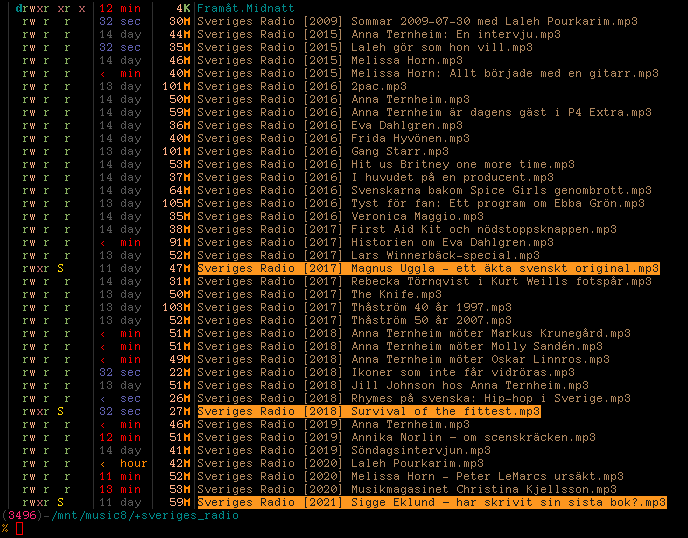 drwxr xr x │12 min │ 4K│Framåt.Midnatt
rw r r │32 sec │ 30M│Sveriges Radio [2009] Sommar 2009-07-30 med Laleh Pourkarim.mp3
rw r r │14 day │ 44M│Sveriges Radio [2015] Anna Ternheim: En intervju.mp3
rw r r │32 sec │ 35M│Sveriges Radio [2015] Laleh gör som hon vill.mp3
rw r r │14 day │ 46M│Sveriges Radio [2015] Melissa Horn.mp3
rw r r │‹ min │ 40M│Sveriges Radio [2015] Melissa Horn: Allt började med en gitarr.mp3
rw r r │13 day │101M│Sveriges Radio [2016] 2pac.mp3
rw r r │14 day │ 50M│Sveriges Radio [2016] Anna Ternheim.mp3
rw r r │14 day │ 59M│Sveriges Radio [2016] Anna Ternheim är dagens gäst i P4 Extra.mp3
rw r r │14 day │ 36M│Sveriges Radio [2016] Eva Dahlgren.mp3
rw r r │14 day │ 40M│Sveriges Radio [2016] Frida Hyvönen.mp3
rw r r │13 day │101M│Sveriges Radio [2016] Gang Starr.mp3
rw r r │14 day │ 53M│Sveriges Radio [2016] Hit us Britney one more time.mp3
rw r r │14 day │ 37M│Sveriges Radio [2016] I huvudet på en producent.mp3
rw r r │14 day │ 64M│Sveriges Radio [2016] Svenskarna bakom Spice Girls genombrott.mp3
rw r r │13 day │105M│Sveriges Radio [2016] Tyst för fan: Ett program om Ebba Grön.mp3
rw r r │14 day │ 35M│Sveriges Radio [2016] Veronica Maggio.mp3
rw r r │14 day │ 38M│Sveriges Radio [2017] First Aid Kit och nödstoppsknappen.mp3
rw r r │‹ min │ 91M│Sveriges Radio [2017] Historien om Eva Dahlgren.mp3
rw r r │13 day │ 52M│Sveriges Radio [2017] Lars Winnerbäck-special.mp3
rwxr S │11 day │ 47M│Sveriges Radio [2017] Magnus Uggla - ett äkta svenskt original.mp3
rw r r │14 day │ 31M│Sveriges Radio [2017] Rebecka Törnqvist i Kurt Weills fotspår.mp3
rw r r │13 day │ 50M│Sveriges Radio [2017] The Knife.mp3
rw r r │13 day │103M│Sveriges Radio [2017] Thåström 40 år 1997.mp3
rw r r │13 day │ 52M│Sveriges Radio [2017] Thåström 50 år 2007.mp3
rw r r │‹ min │ 51M│Sveriges Radio [2018] Anna Ternheim möter Markus Krunegård.mp3
rw r r │‹ min │ 51M│Sveriges Radio [2018] Anna Ternheim möter Molly Sandén.mp3
rw r r │‹ min │ 49M│Sveriges Radio [2018] Anna Ternheim möter Oskar Linnros.mp3
rw r r │32 sec │ 22M│Sveriges Radio [2018] Ikoner som inte får vidröras.mp3
rw r r │13 day │ 51M│Sveriges Radio [2018] Jill Johnson hos Anna Ternheim.mp3
rw r r │‹ sec │ 26M│Sveriges Radio [2018] Rhymes på svenska: Hip-hop i Sverige.mp3
rwxr S │32 sec │ 27M│Sveriges Radio [2018] Survival of the fittest.mp3
rw r r │‹ min │ 46M│Sveriges Radio [2019] Anna Ternheim.mp3
rw r r │12 min │ 51M│Sveriges Radio [2019] Annika Norlin - om scenskräcken.mp3
rw r r │14 day │ 41M│Sveriges Radio [2019] Söndagsintervjun.mp3
rw r r │‹ hour │ 42M│Sveriges Radio [2020] Laleh Pourkarim.mp3
rw r r │11 min │ 52M│Sveriges Radio [2020] Melissa Horn - Peter LeMarcs ursäkt.mp3
rw r r │13 min │ 53M│Sveriges Radio [2020] Musikmagasinet Christina Kjellsson.mp3
rwxr S │11 day │ 59M│Sveriges Radio [2021] Sigge Eklund - har skrivit sin sista bok?.mp3
(3496)-/mnt/music8/+sveriges_radio
%